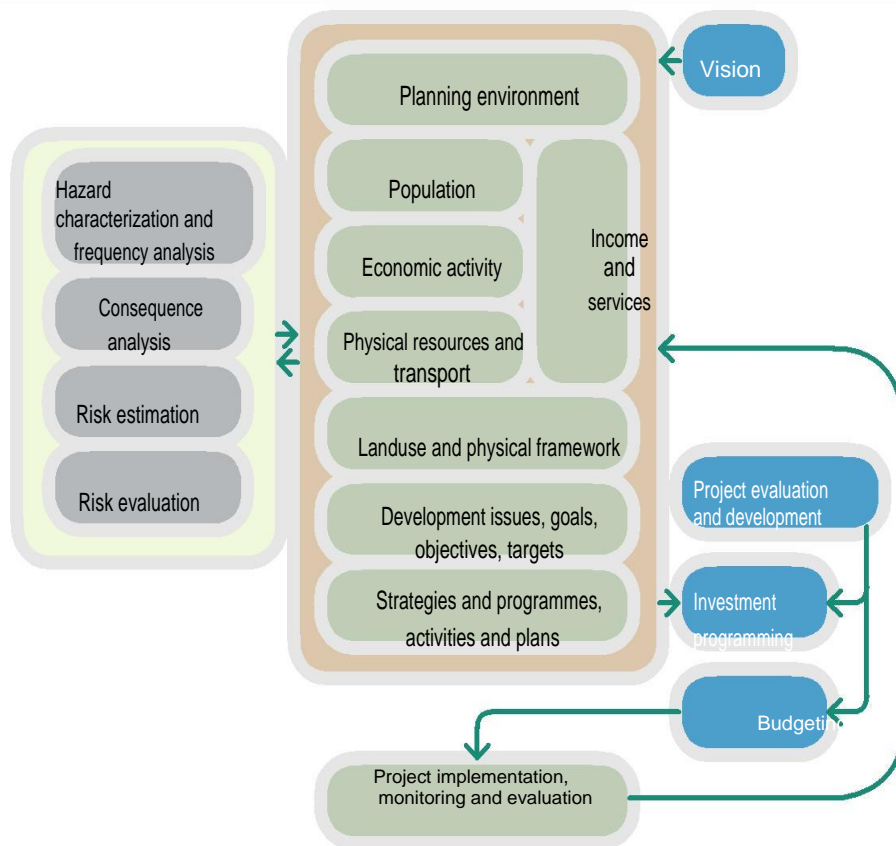 Vision
Planning environment
Hazard
characterization and
frequency analysis
Population
Income
and
services
Economic activity
Consequence
analysis
Physical resources and
transport
Risk estimation
Landuse and physical framework
Risk evaluation
Project evaluation
and development
Development issues, goals,
objectives, targets
Strategies and programmes,
activities and plans
Investment
programming
Budgeting
Project implementation,
monitoring and evaluation